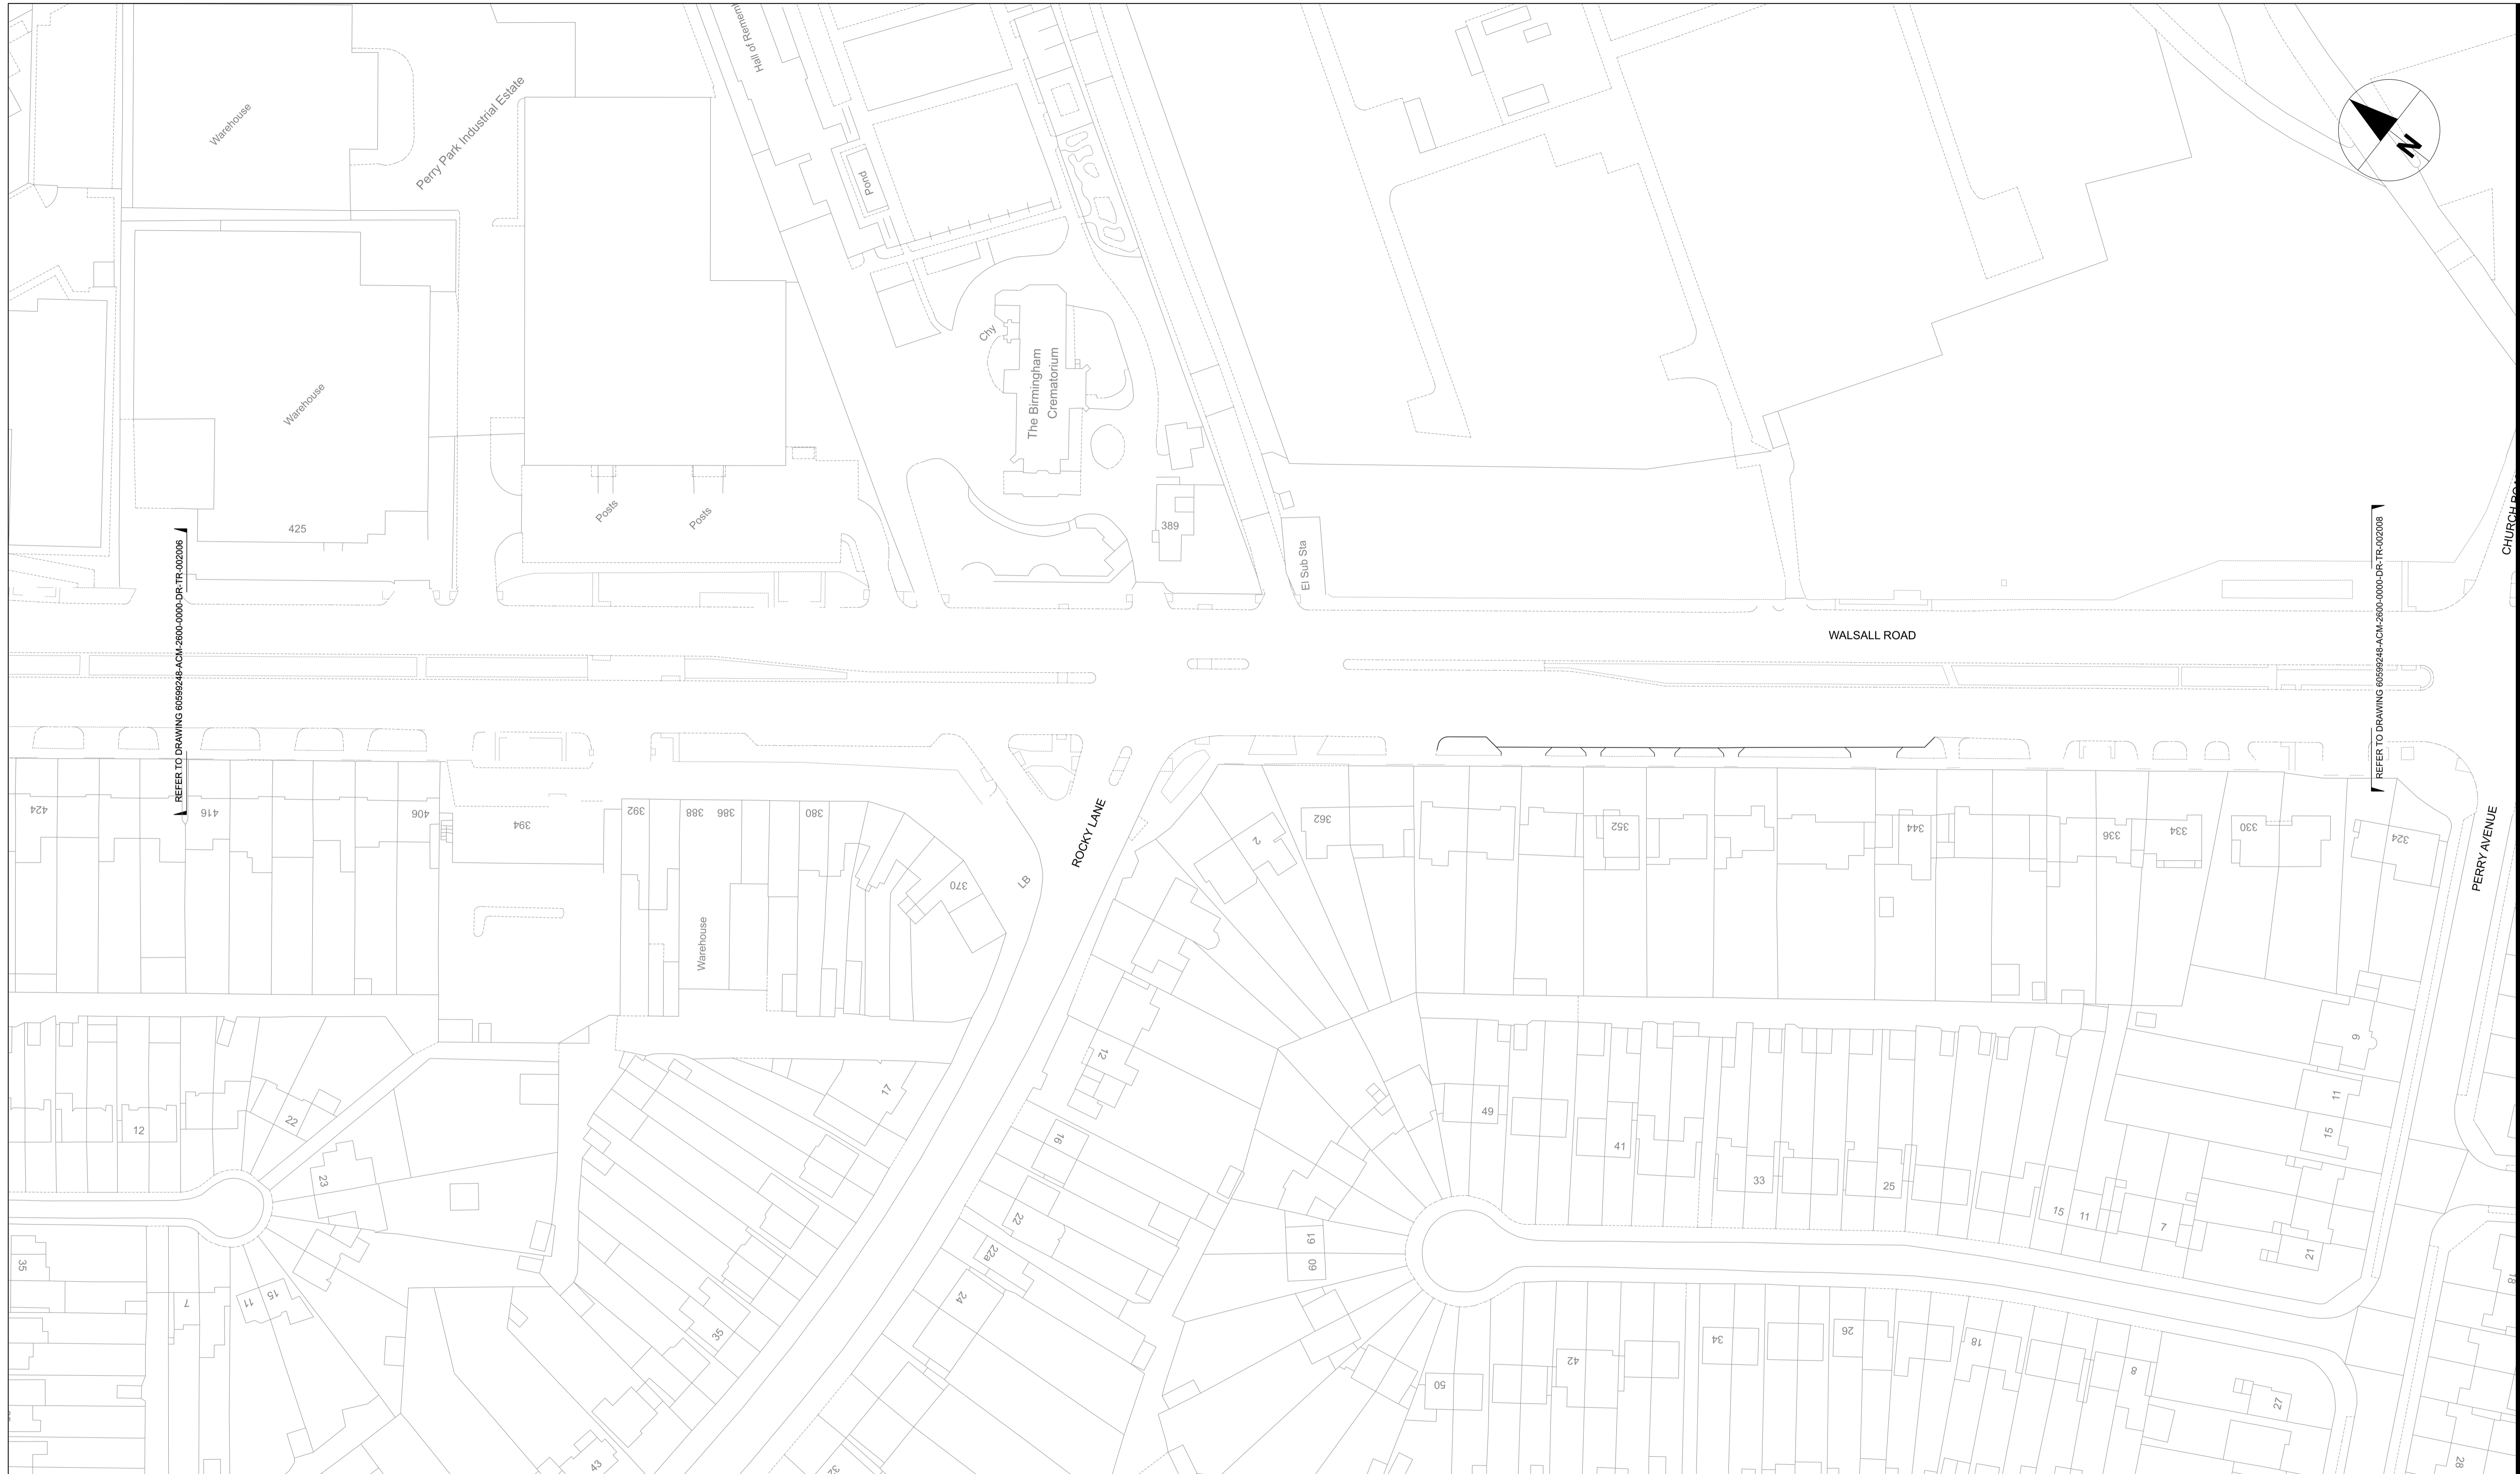 Hall of Rememb
Warehouse
Perry Park Industrial Estate
Pond
N
Chy
The Birmingham
Crematorium
Warehouse
Posts
Posts
425
389
El Sub Sta
CHURCH ROA
REFER TO DRAWING 60599248-ACM-2600-0000-DR-TR-002006
REFER TO DRAWING 60599248-ACM-2600-0000-DR-TR-002008
WALSALL ROAD
424
416
406
394
392
388
386
380
370
LB
ROCKY LANE
2
362
352
344
336
334
330
324
PERRY AVENUE
Warehouse
12
22
23
17
12
16
49
41
33
25
15
11
7
9
11
15
21
35
7
11
15
22
22a
24
35
61
60
43
50
42
34
26
18
8
27
28
18